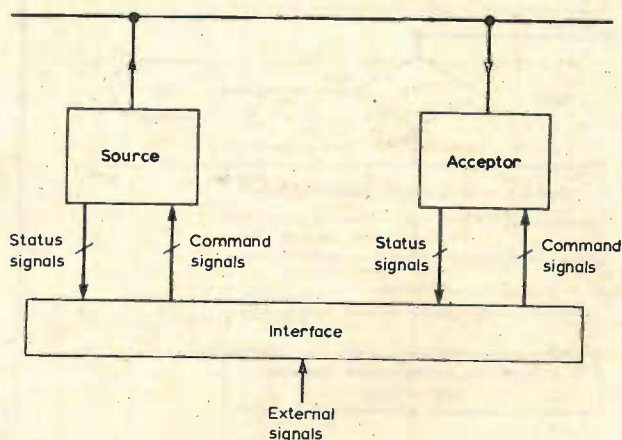 Source
Acceptor
Status
signals
Command
signals
Status
signals
Command
signals
Interface
External
signals